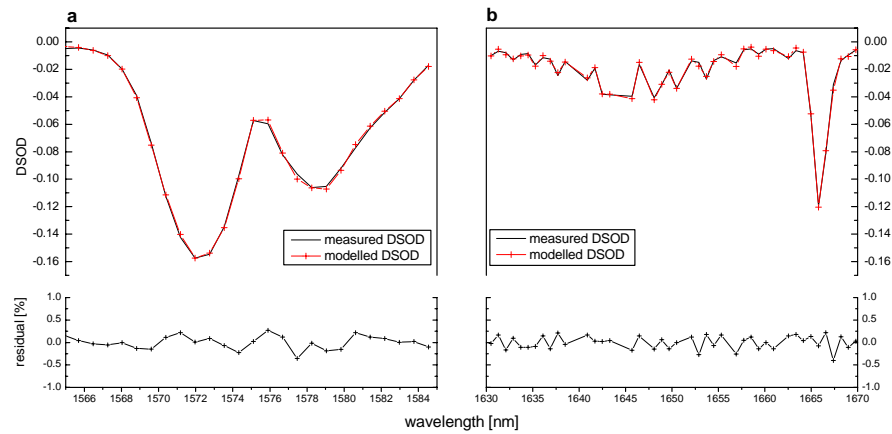 a
b
0.00
-0.02
-0.04
-0.06
-0.08
-0.10
-0.12
-0.14
-0.16
DSOD
measured DSOD
modelled DSOD
measured DSOD
modelled DSOD
0.00
-0.02
-0.04
-0.06
-0.08
-0.10
-0.12
-0.14
-0.16
1.0
0.5
0.0
-0.5
-1.0
residual [%]
1.0
0.5
0.0
-0.5
-1.0
1566 1568 1570 1572 1574 1576 1578 1580 1582 1584
1630 1635 1640 1645 1650 1655 1660 1665 1670
wavelength [nm]